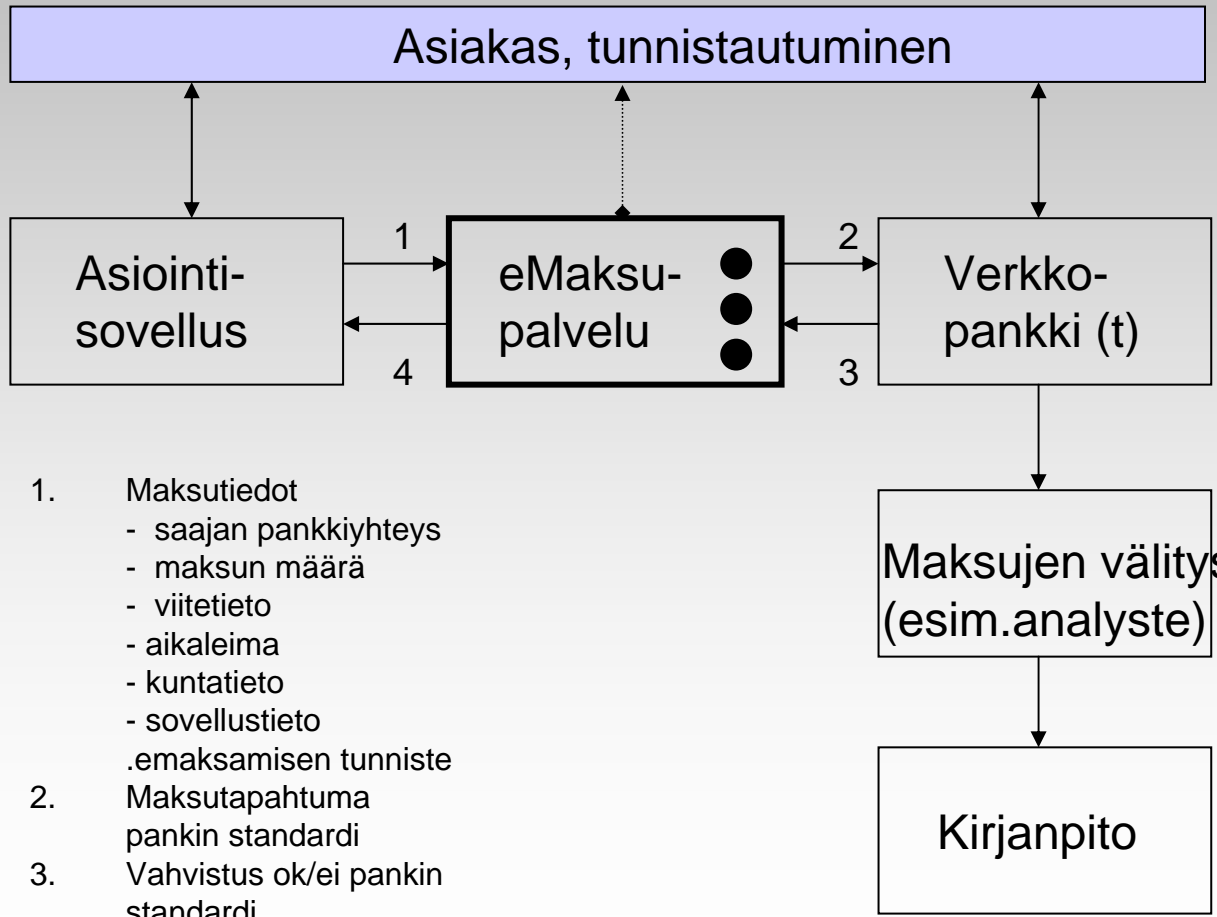 Asiakas, tunnistautuminen
1
2
Asiointi-
sovellus
eMaksu-
palvelu
Verkko-
pankki (t)
4
3
1. Maksutiedot
- saajan pankkiyhteys
- maksun määrä
- viitetieto
- aikaleima
- kuntatieto
- sovellustieto
.emaksamisen tunniste
2. Maksutapahtuma
pankin standardi
3. Vahvistus ok/ei pankin
standardi
Maksujen välitys
(esim.analyste)
Kirjanpito